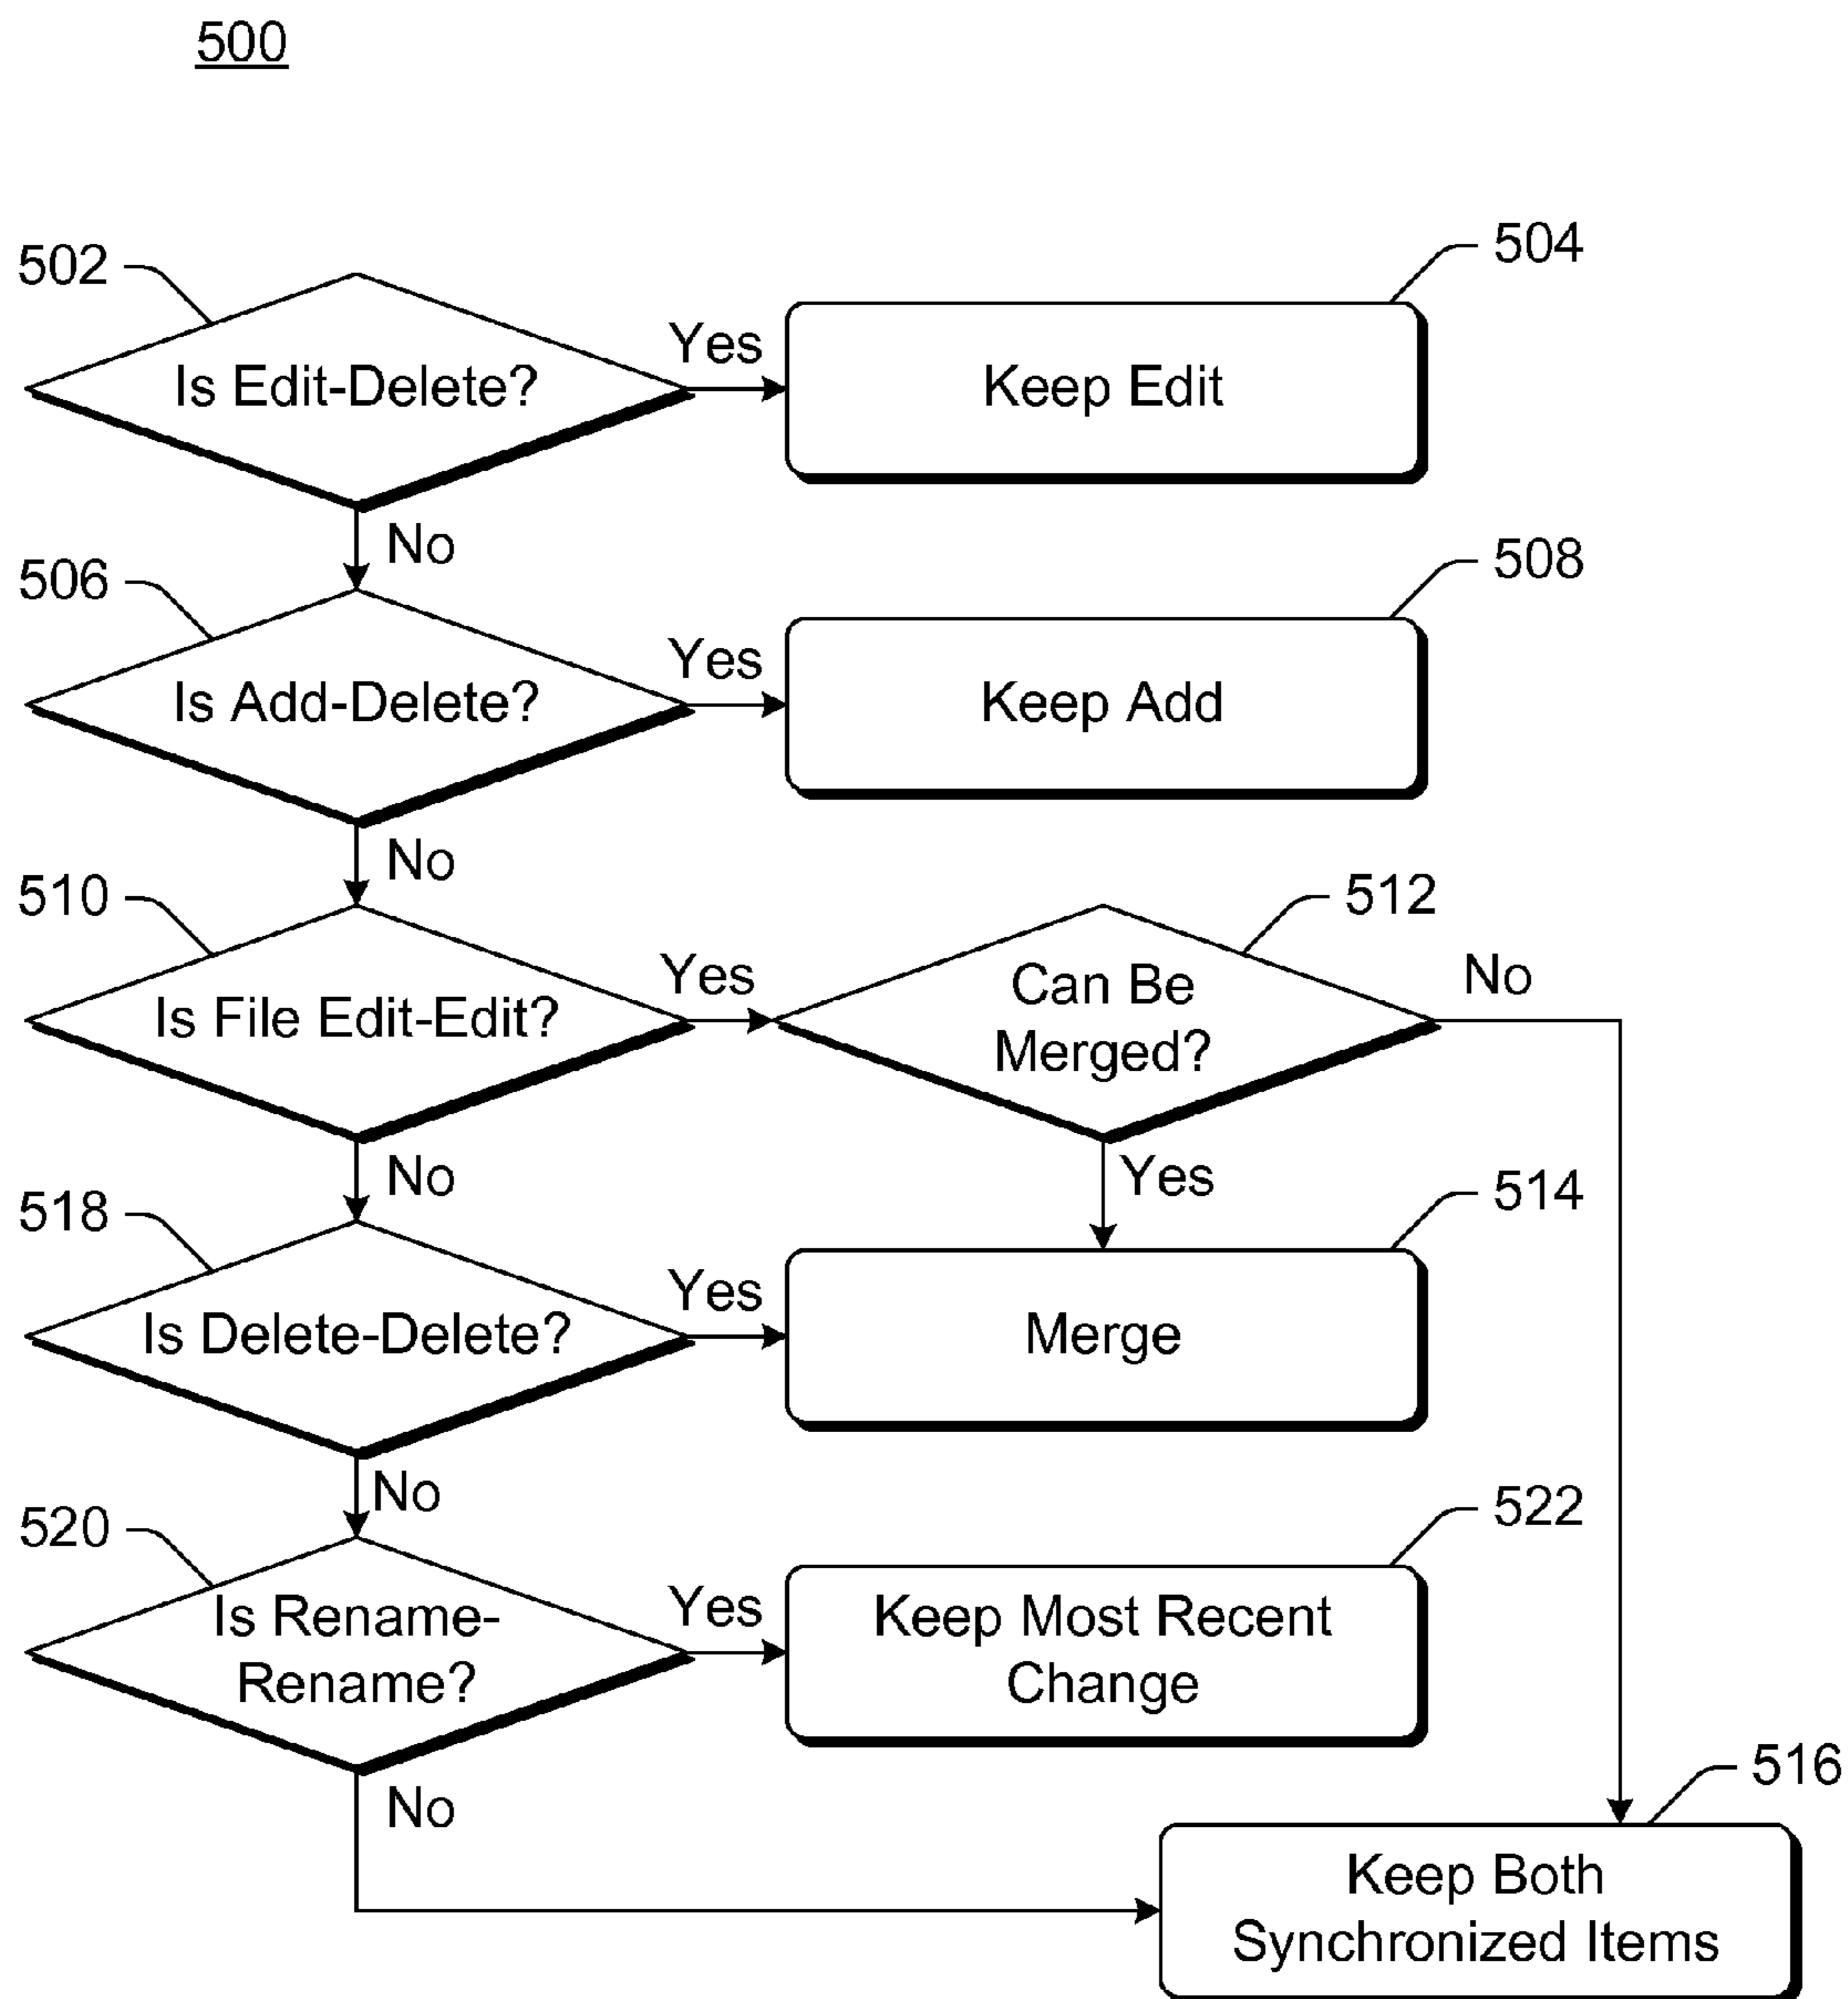 500
502
Is Edit-Delete?
Yes
Keep Edit
504
No
506
Is Add-Delete?
Yes
Keep Add
508
No
510
Is File Edit-Edit?
Yes
Can Be
Merged?
512
No
No
Yes
518
Is Delete-Delete?
Yes
Merge
514
No
520
Is Rename-
Rename?
Yes
Keep Most Recent
Change
522
No
Keep Both
Synchronized Items
516